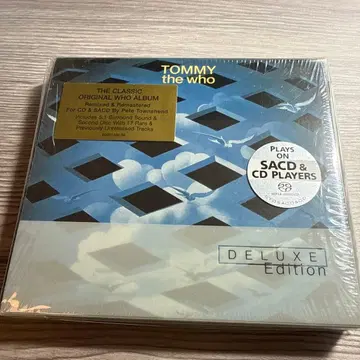 TOMMY
the who
THE CLASSIC
ORIGINAL WHO ALBUM
Remixed & Remastered
For CD & SACD By Pete Townshend
Includes 5.1 Surround Sound &
Second Disc With 17 Rare &
Previously Unreleased Tracks
PLAYS
ON
SACD &
CD PLAYERS
DELUXE
Edition